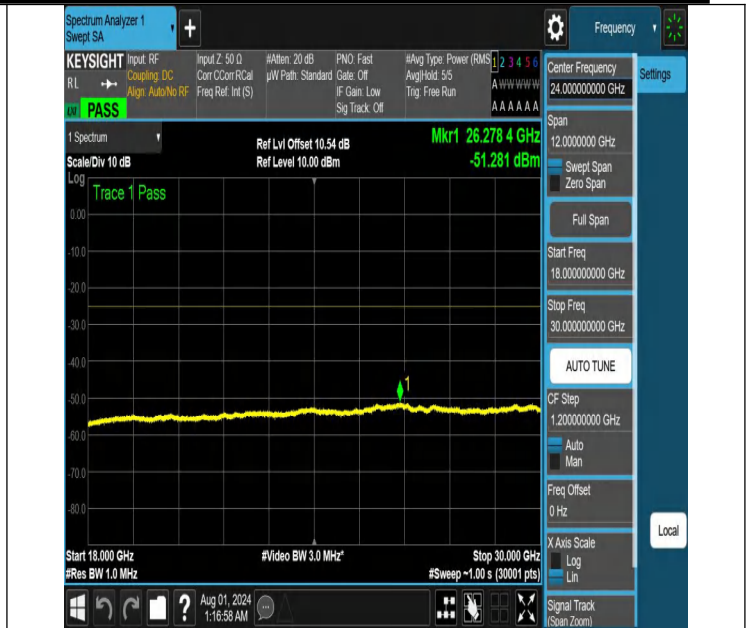 Spectrum Analyzer 1
Swept SA
+
Frequency
KEYSIGHT
RL
PASS
Input: RF
Coupling: DC
Align: Auto/No RF
Input Z: 50 Ω
Corr CCorr RCal
Freq Ref: Int (S)
#Atten: 20 dB
µW Path: Standard
PNO: Fast
Gate: Off
IF Gain: Low
Sig Track: Off
#Avg Type: Power (RMS
Avg|Hold: 5/5
Trig: Free Run
1 2 3 4 5 6
A W W W W W
A A A A A A
1 Spectrum
Scale/Div 10 dB
Ref Lvl Offset 10.54 dB
Ref Level 10.00 dBm
Mkr1 26.278 4 GHz
-51.281 dBm
Log
Trace 1 Pass
0.00
-10.0
-20.0
-30.0
-40.0
-50.0
-60.0
-70.0
-80.0
1
Start 18.000 GHz
#Res BW 1.0 MHz
#Video BW 3.0 MHz*
Stop 30.000 GHz
#Sweep ~1.00 s (30001 pts)
Center Frequency
24.000000000 GHz
Settings
Span
12.0000000 GHz
Swept Span
Zero Span
Full Span
Start Freq
18.000000000 GHz
Stop Freq
30.000000000 GHz
AUTO TUNE
CF Step
1.200000000 GHz
Auto
Man
Freq Offset
0 Hz
X Axis Scale
Log
Lin
Local
Signal Track
(Span Zoom)
?
Aug 01, 2024
1:16:58 AM